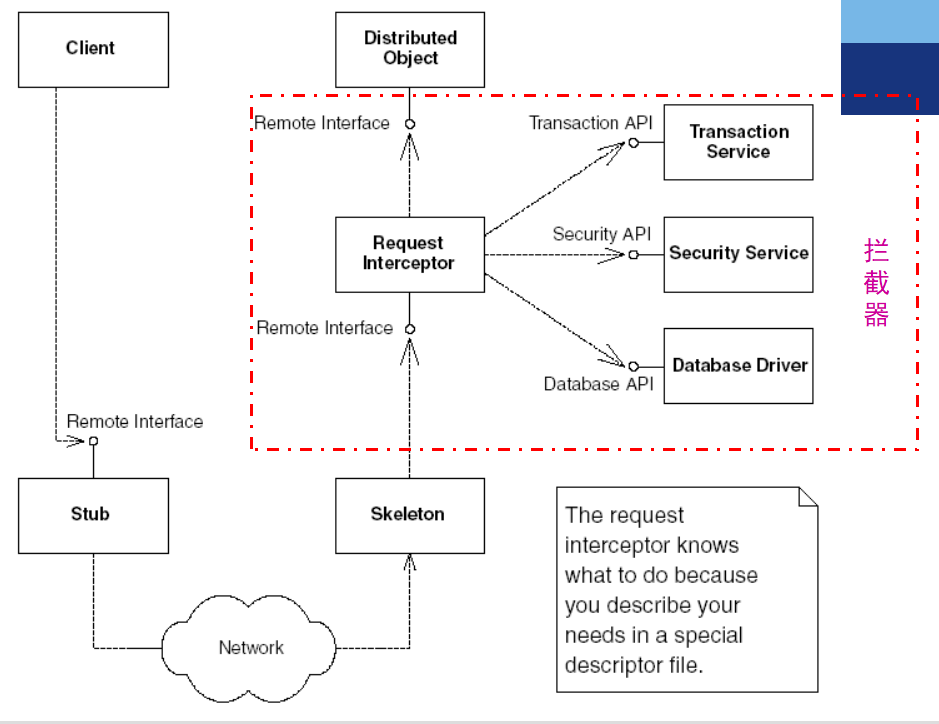 Client
Distributed
Object
Remote Interface
Transaction API
Transaction
Service
Request
Interceptor
Security API
Security Service
拦
截
器
Remote Interface
Database API
Database Driver
Remote Interface
Stub
Skeleton
Network
The request
interceptor knows
what to do because
you describe your
needs in a special
descriptor file.